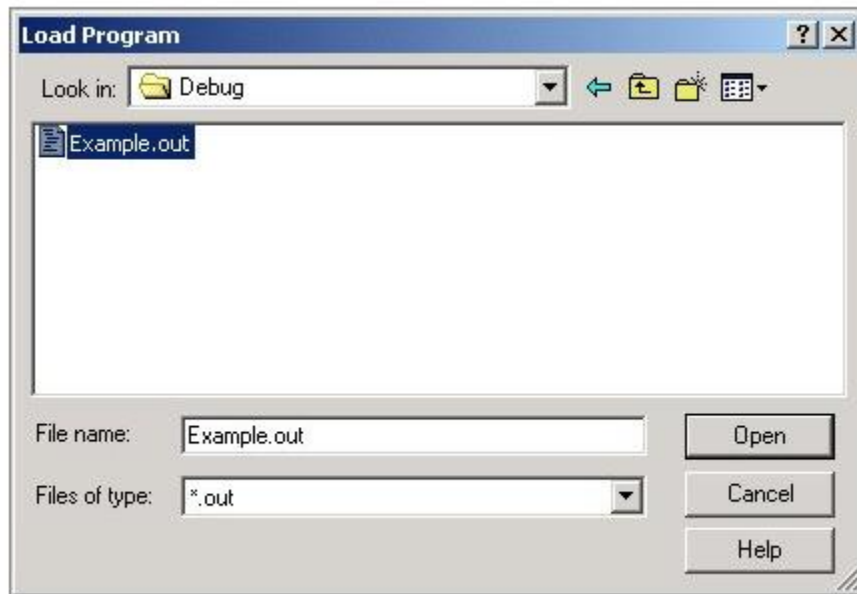 Load Program
Look in: Debug
Example.out
File name: Example.out Open
Files of type: *.out Cancel
Help